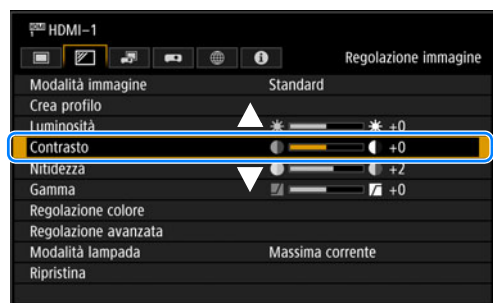 HDMI HDMI-1
Regolazione immagine
Modalità immagine Standard
Crea profilo
Luminosità +0
Contrasto +0
Nitidezza +2
Gamma +0
Regolazione colore
Regolazione avanzata
Modalità lampada Massima corrente
Ripristina